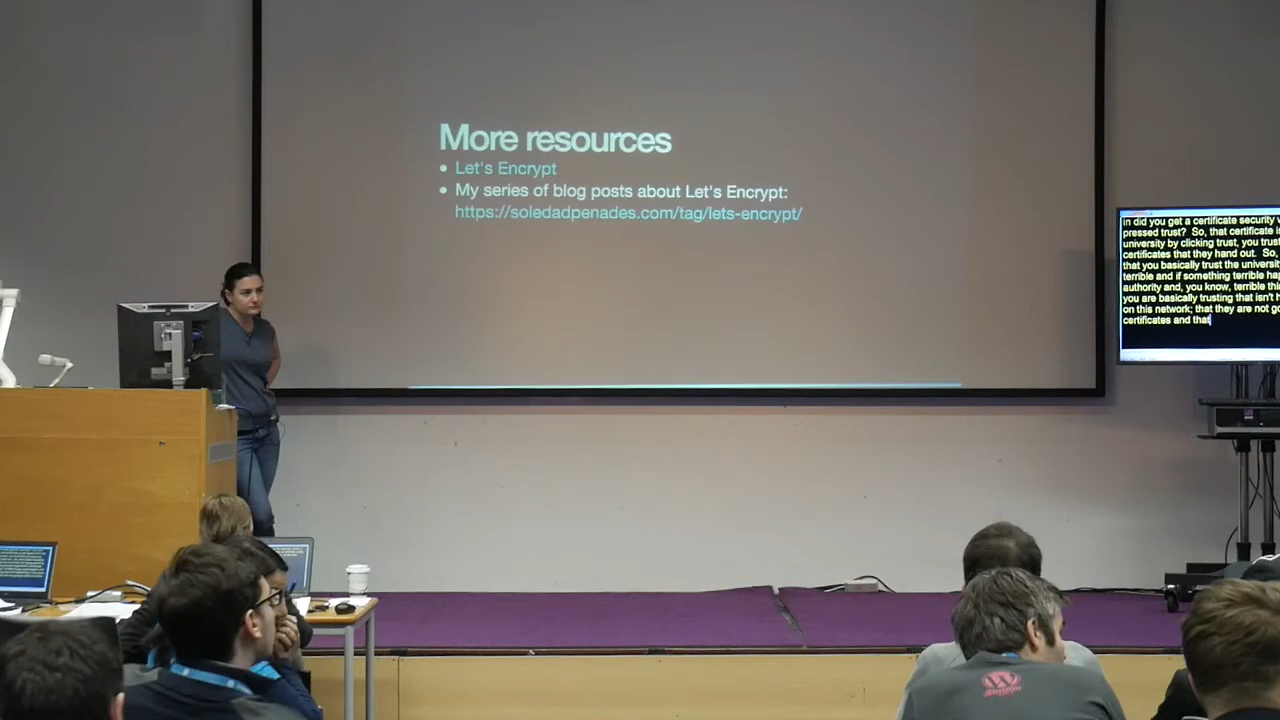 More resources
• Let's Encrypt
• My series of blog posts about Let's Encrypt:
https://soledadpenades.com/tag/lets-encrypt/
in did you get a certificate security
pressed trust? So, that certificate is
university by clicking trust, you trust
certificates that they hand out. So,
that you basically trust the universit
terrible and if something terrible ha
authority and, you know, terrible thi
you are basically trusting that isn't h
on this network; that they are not go
certificates and that